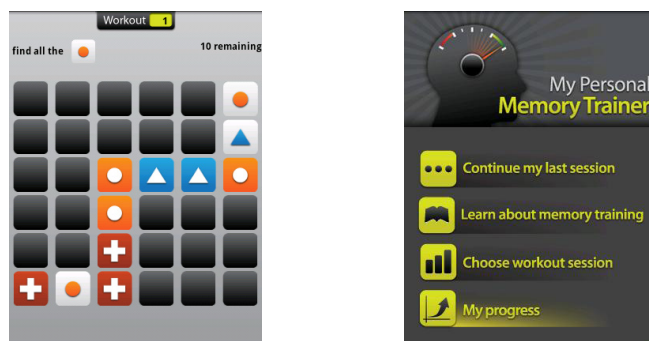 Workout 1
find all the
10 remaining
My Personal
Memory Trainer
Continue my last session
Learn about memory training
Choose workout session
My progress